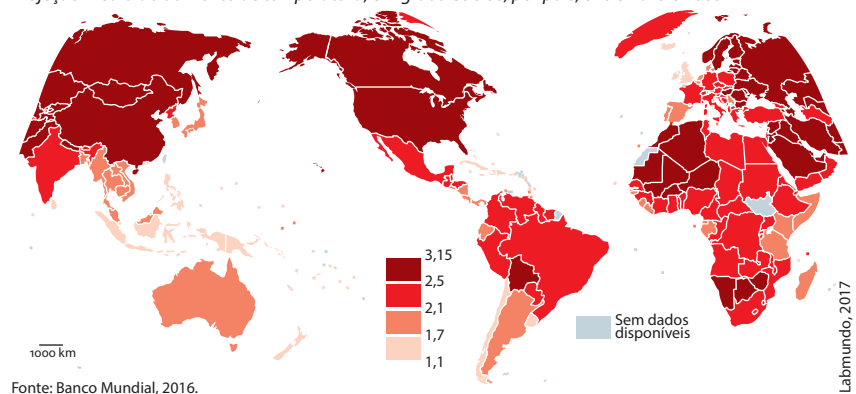 3,15
2,5
2,1
1,7
1,1
Sem dados
disponíveis
1000 km
Fonte: Banco Mundial, 2016.
Labmundo, 2017